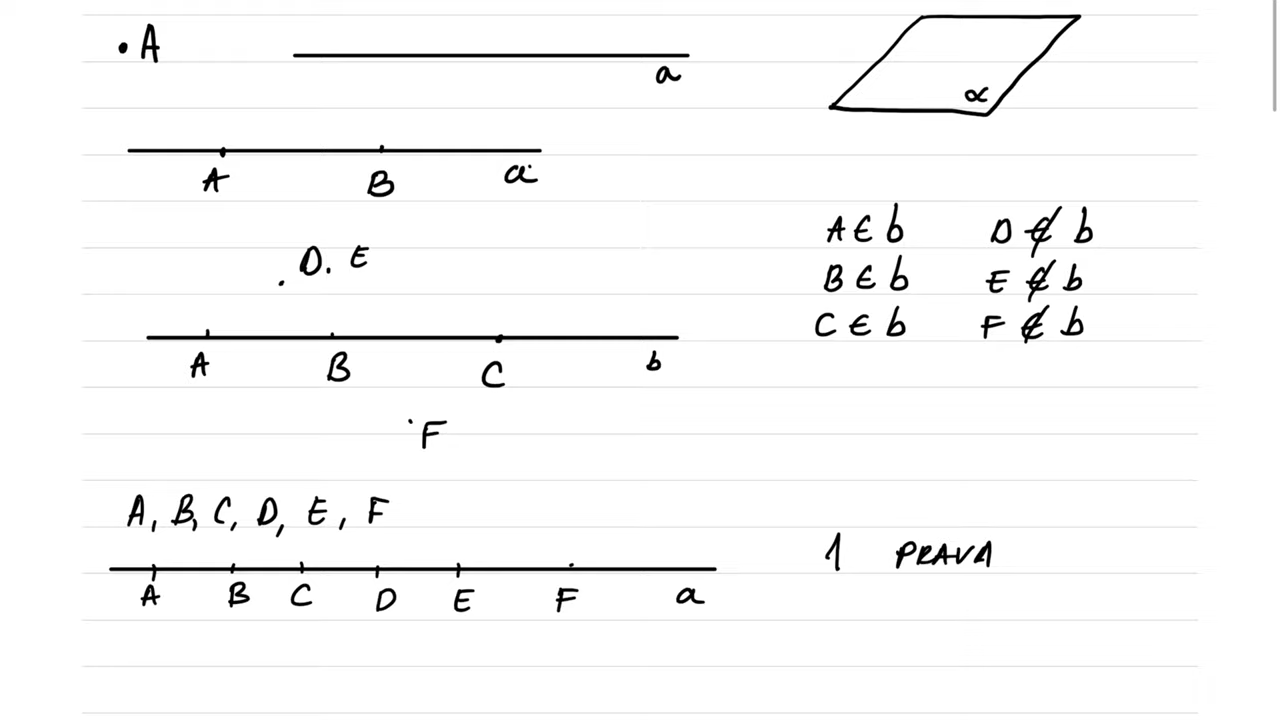 A
a
α
A B a
D E
A ∈ b D ∉ b
B ∈ b E ∉ b
C ∈ b F ∉ b
A B C b
F
A, B, C, D, E, F
1 PRAVA
A B C D E F a